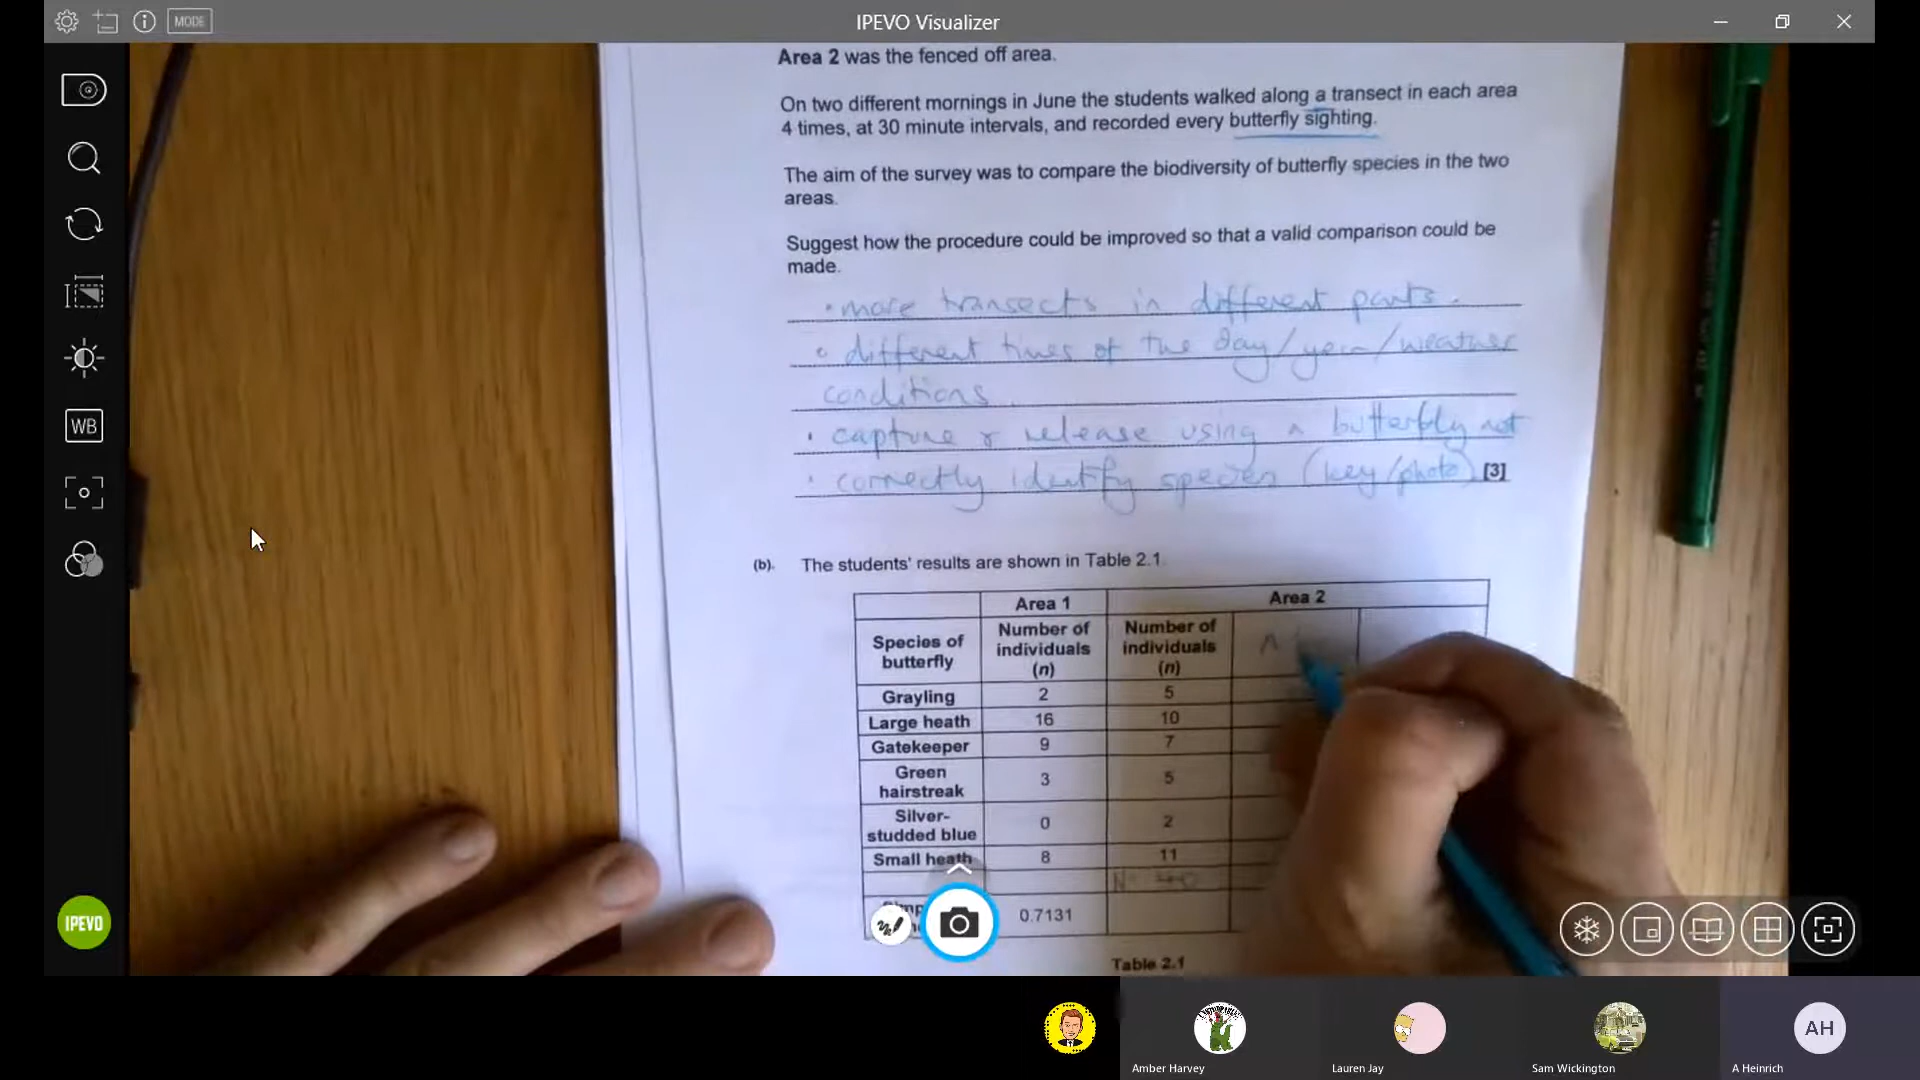 MODE
IPEVO Visualizer
Area 2 was the fenced off area.
On two different mornings in June the students walked along a transect in each area
4 times, at 30 minute intervals, and recorded every butterfly sighting.
The aim of the survey was to compare the biodiversity of butterfly species in the two
areas.
Suggest how the procedure could be improved so that a valid comparison could be
made.
• more transects in different parts.
• different times of the day/year/weather
conditions.
• capture & release using a butterfly net
• correctly identify species (key/photo) [3]
WB
(b). The students' results are shown in Table 2.1.
Area 1 Area 2
Species of butterfly Number of individuals (n) Number of individuals (n)
Grayling 2 5
Large heath 16 10
Gatekeeper 9 7
Green hairstreak 3 5
Silver-studded blue 0 2
Small heath 8 11
N= 40
0.7131
Table 2.1
IPEVO
Amber Harvey
Lauren Jay
Sam Wickington
AH
A Heinrich